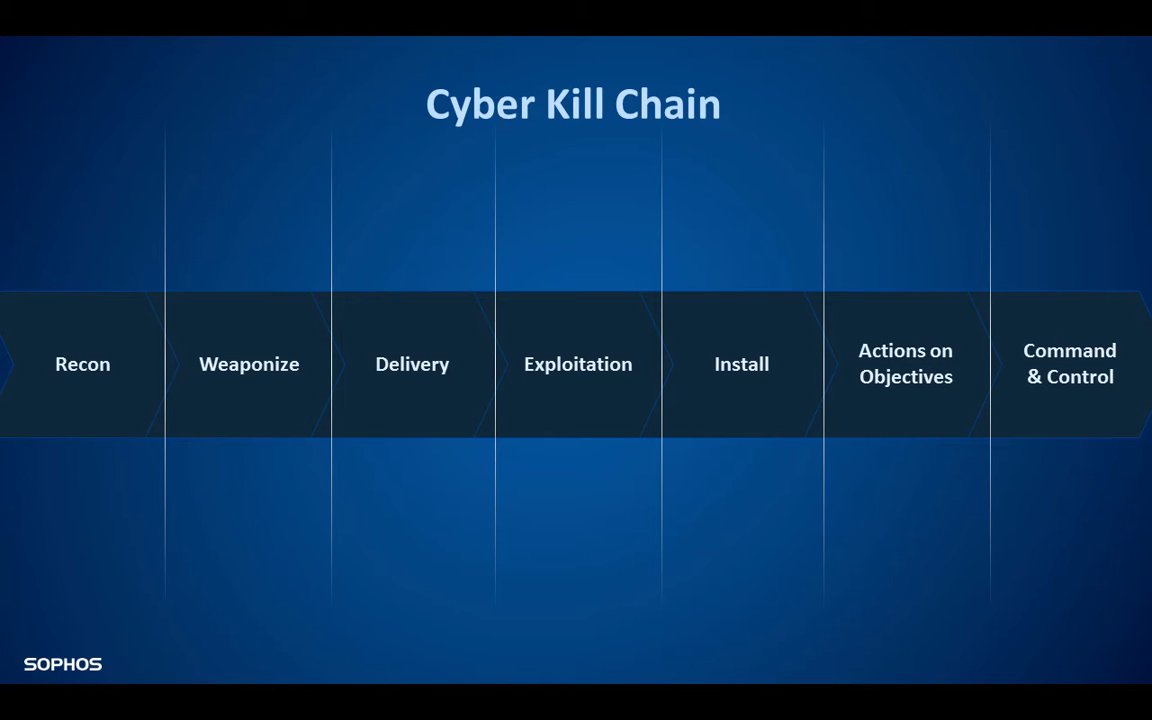 Cyber Kill Chain
Recon
Weaponize
Delivery
Exploitation
Install
Actions on
Objectives
Command
& Control
SOPHOS